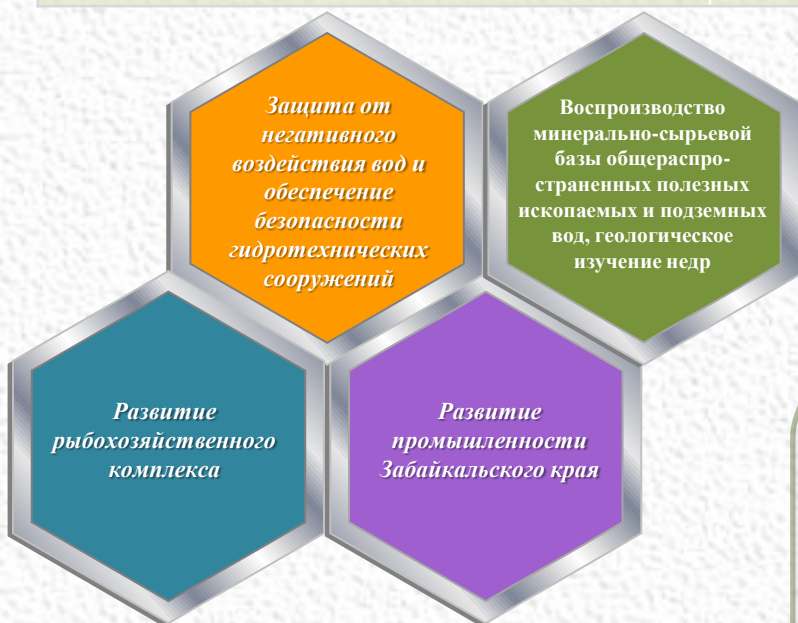 Защита от
негативного
воздействия вод и
обеспечение
безопасности
гидротехнических
сооружений
Воспроизводство
минерально-сырьевой
базы общераспро-
страненных полезных
ископаемых и подземных
вод, геологическое
изучение недр
Развитие
рыбохозяйственного
комплекса
Развитие
промышленности
Забайкальского края